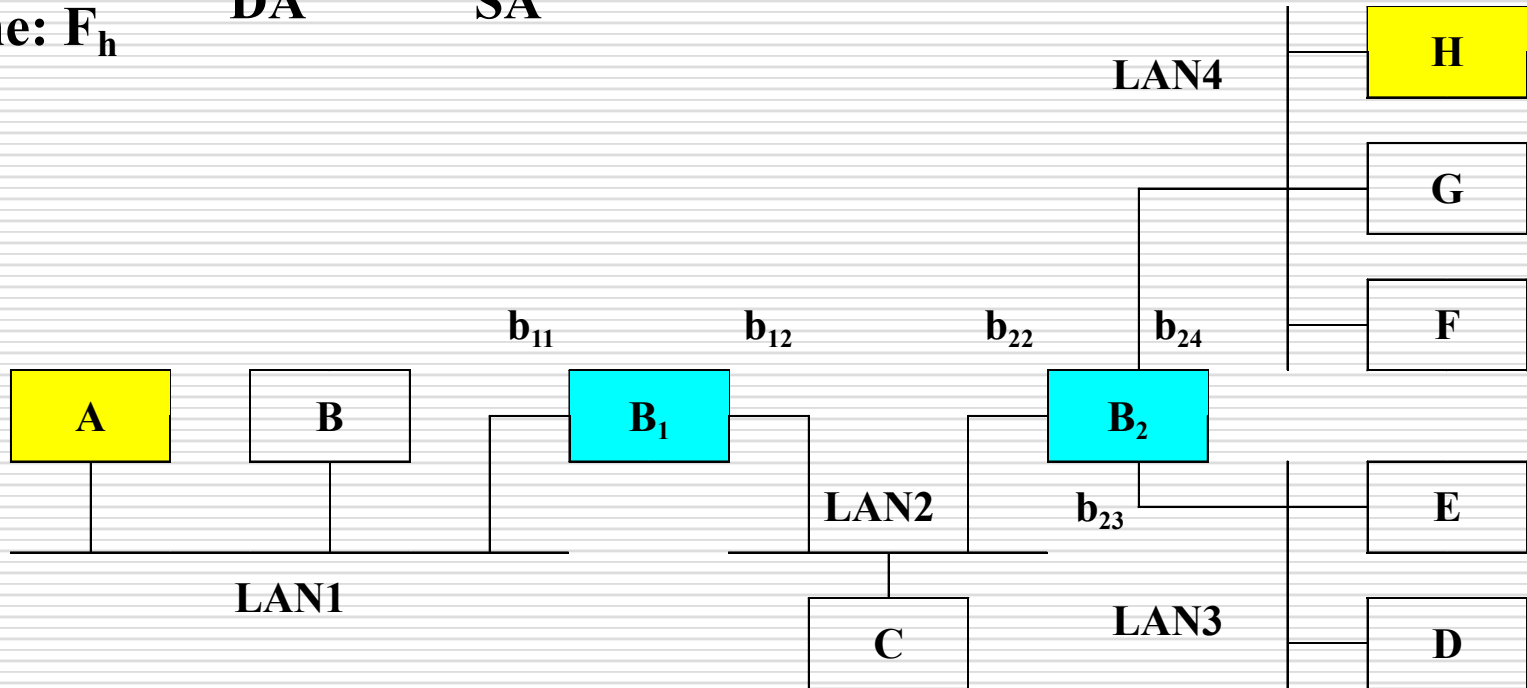 DA SA
e: Fh
H
LAN4
G
b11 b12 b22 b24 F
A B B1 B2
LAN2 b23 E
LAN1 LAN3
C D